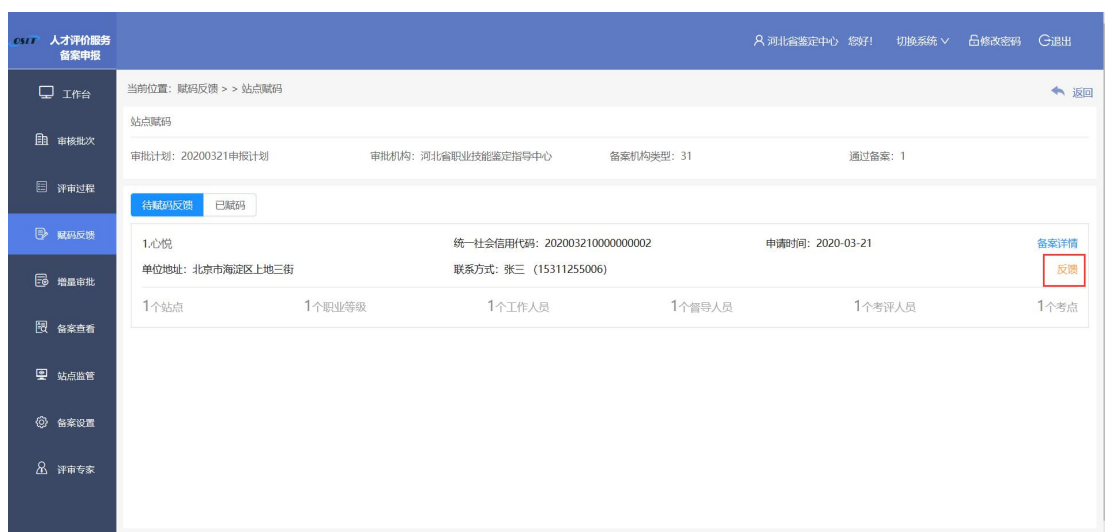 OSTA 人才评价服务
备案申报
河北省鉴定中心 您好! 切换系统 修改密码 退出
工作台
审核批次
评审过程
赋码反馈
增量审批
备案查看
站点监管
备案设置
评审专家
当前位置: 赋码反馈 > > 站点赋码
返回
站点赋码
审批计划: 20200321申报计划 审批机构: 河北省职业技能鉴定指导中心 备案机构类型: 31 通过备案: 1
待赋码反馈 已赋码
1.心悦 统一社会信用代码: 202003210000000002 申请时间: 2020-03-21 备案详情
单位地址: 北京市海淀区上地三街 联系方式: 张三 (15311255006) 反馈
1个站点 1个职业等级 1个工作人员 1个督导人员 1个考评人员 1个考点